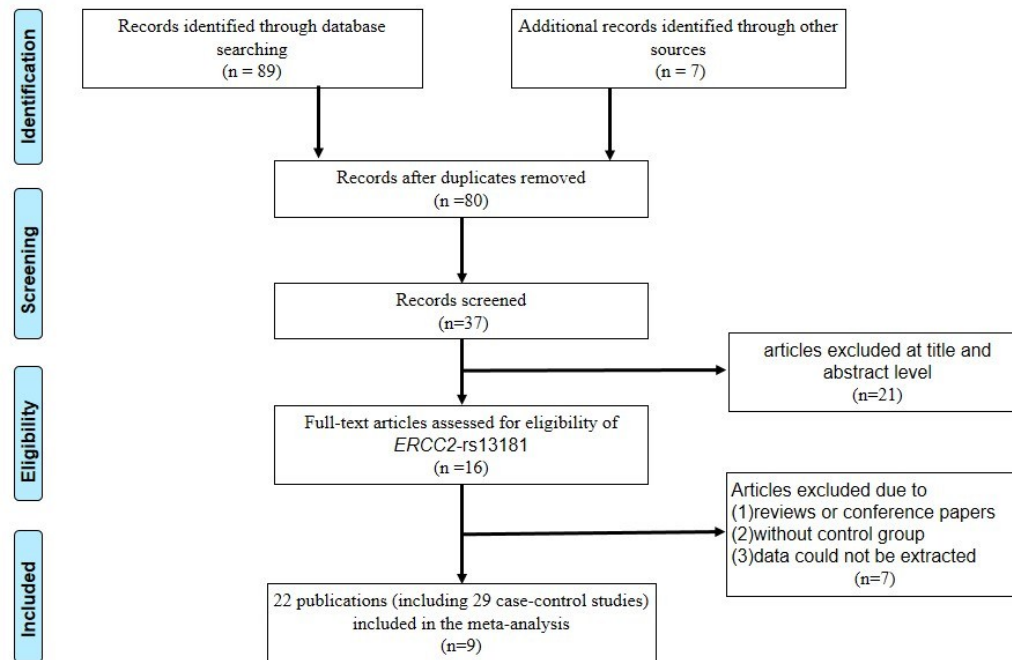 Identification
Records identified through database
searching
(n = 89)
Additional records identified through other
sources
(n = 7)
Records after duplicates removed
(n =80)
Screening
Records screened
(n=37)
articles excluded at title and
abstract level
(n=21)
Eligibility
Full-text articles assessed for eligibility of
ERCC2-rs13181
(n =16)
Articles excluded due to
(1)reviews or conference papers
(2)without control group
(3)data could not be extracted
(n=7)
Included
22 publications (including 29 case-control studies)
included in the meta-analysis
(n=9)